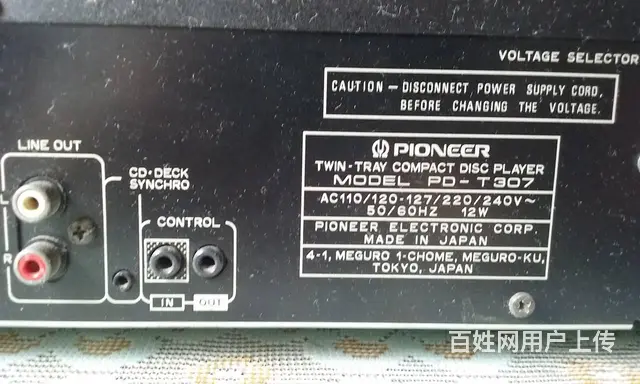 VOLTAGE SELECTOR
CAUTION — DISCONNECT POWER SUPPLY CORD,
BEFORE CHANGING THE VOLTAGE.
LINE OUT
L
R
CD·DECK
SYNCHRO
CONTROL
IN
OUT
PIONEER
TWIN-TRAY COMPACT DISC PLAYER
MODEL PD-T307
AC110/120-127/220/240V~
50/60HZ 12W
PIONEER ELECTRONIC CORP.
MADE IN JAPAN
4-1, MEGURO 1-CHOME, MEGURO-KU,
TOKYO, JAPAN
百姓网用户上传